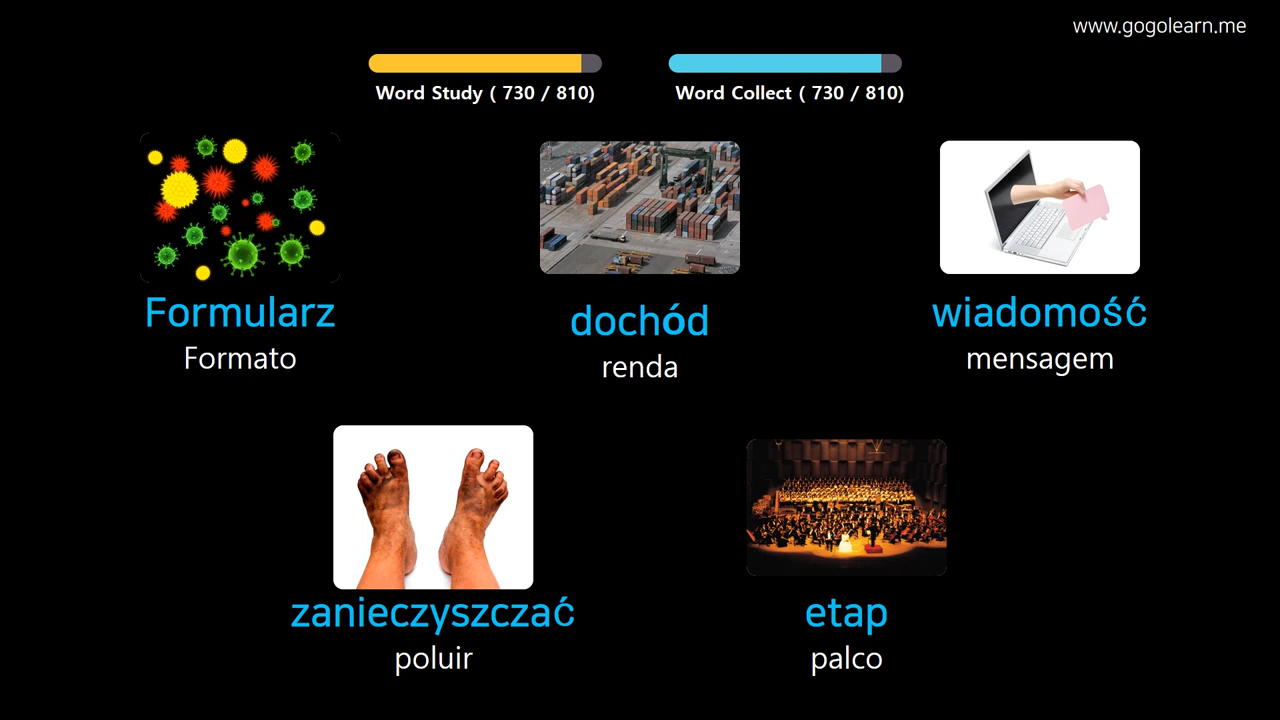 www.gogolearn.me
Word Study ( 730 / 810)
Word Collect ( 730 / 810)
Formularz
Formato
dochód
renda
wiadomość
mensagem
zanieczyszczać
poluir
etap
palco